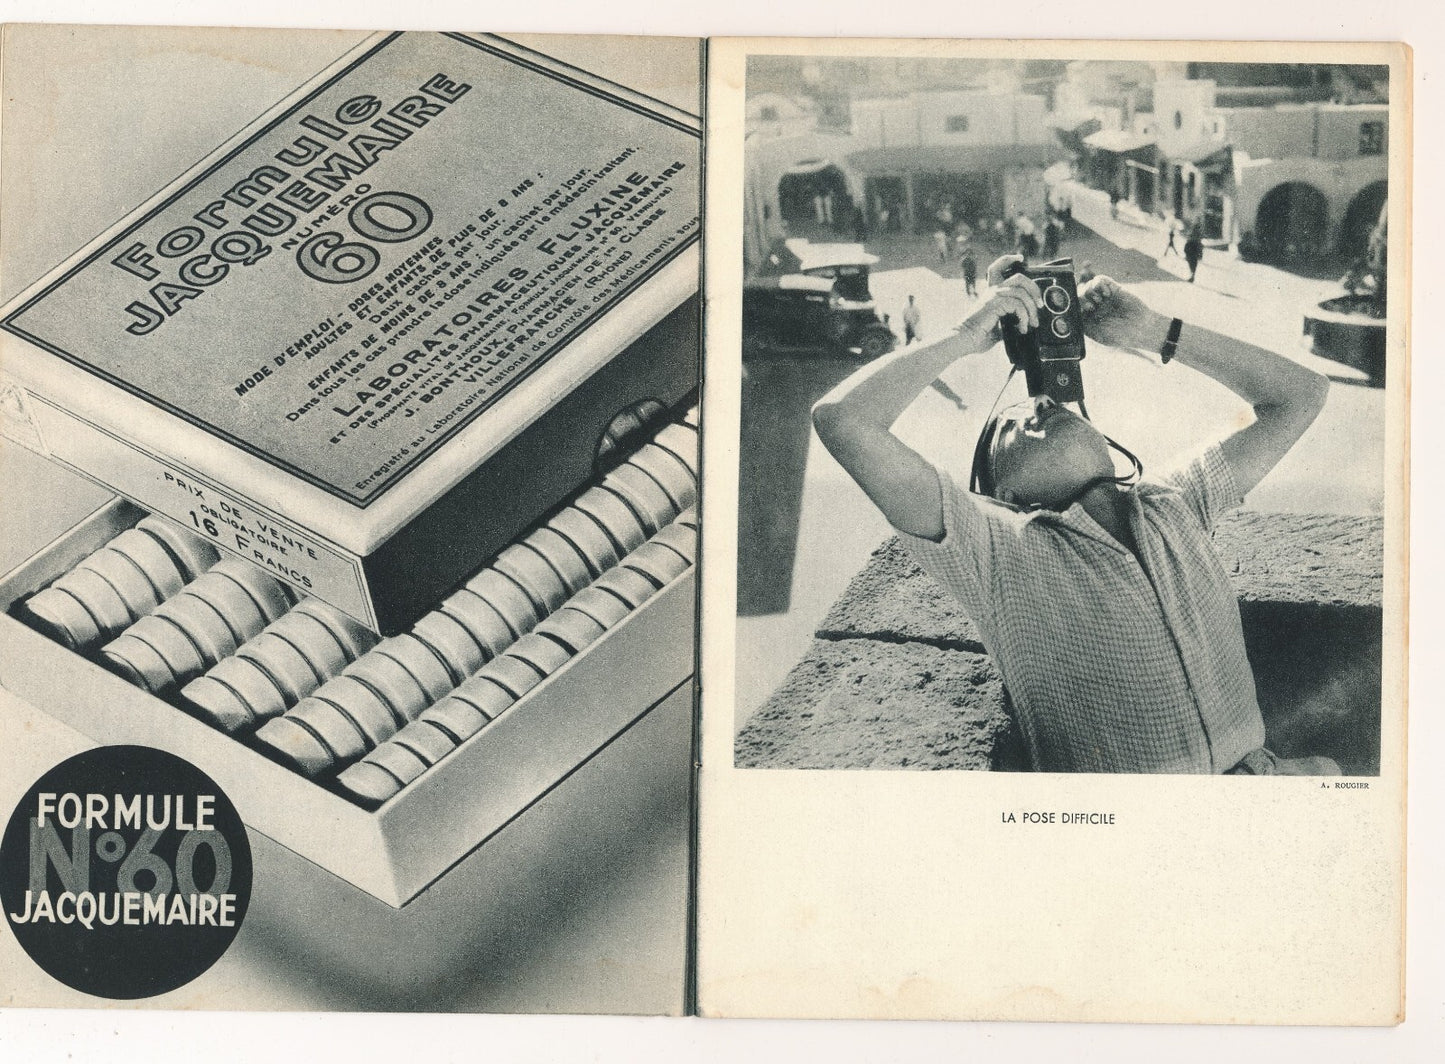 Formule
JACQUEMAIRE
NUMÉRO
60
MODE D'EMPLOI - DOSES MOYENNES
ADULTES ET ENFANTS DE PLUS DE 8 ANS :
Deux cachets par jour.
ENFANTS DE MOINS DE 8 ANS : un cachet par jour.
Dans tous les cas prendre la dose indiquée par le médecin traitant.
LABORATOIRES FLUXINE
ET DES SPÉCIALITÉS PHARMACEUTIQUES JACQUEMAIRE
J. BONTHOUX, PHARMACIEN DE 1re CLASSE
VILLEFRANCHE (RHÔNE)
Enregistré au Laboratoire National de Contrôle des Médicaments sous
PRIX DE VENTE
OBLIGATOIRE
16 FRANCS
FORMULE
N°60
JACQUEMAIRE
A. ROUGIER
LA POSE DIFFICILE